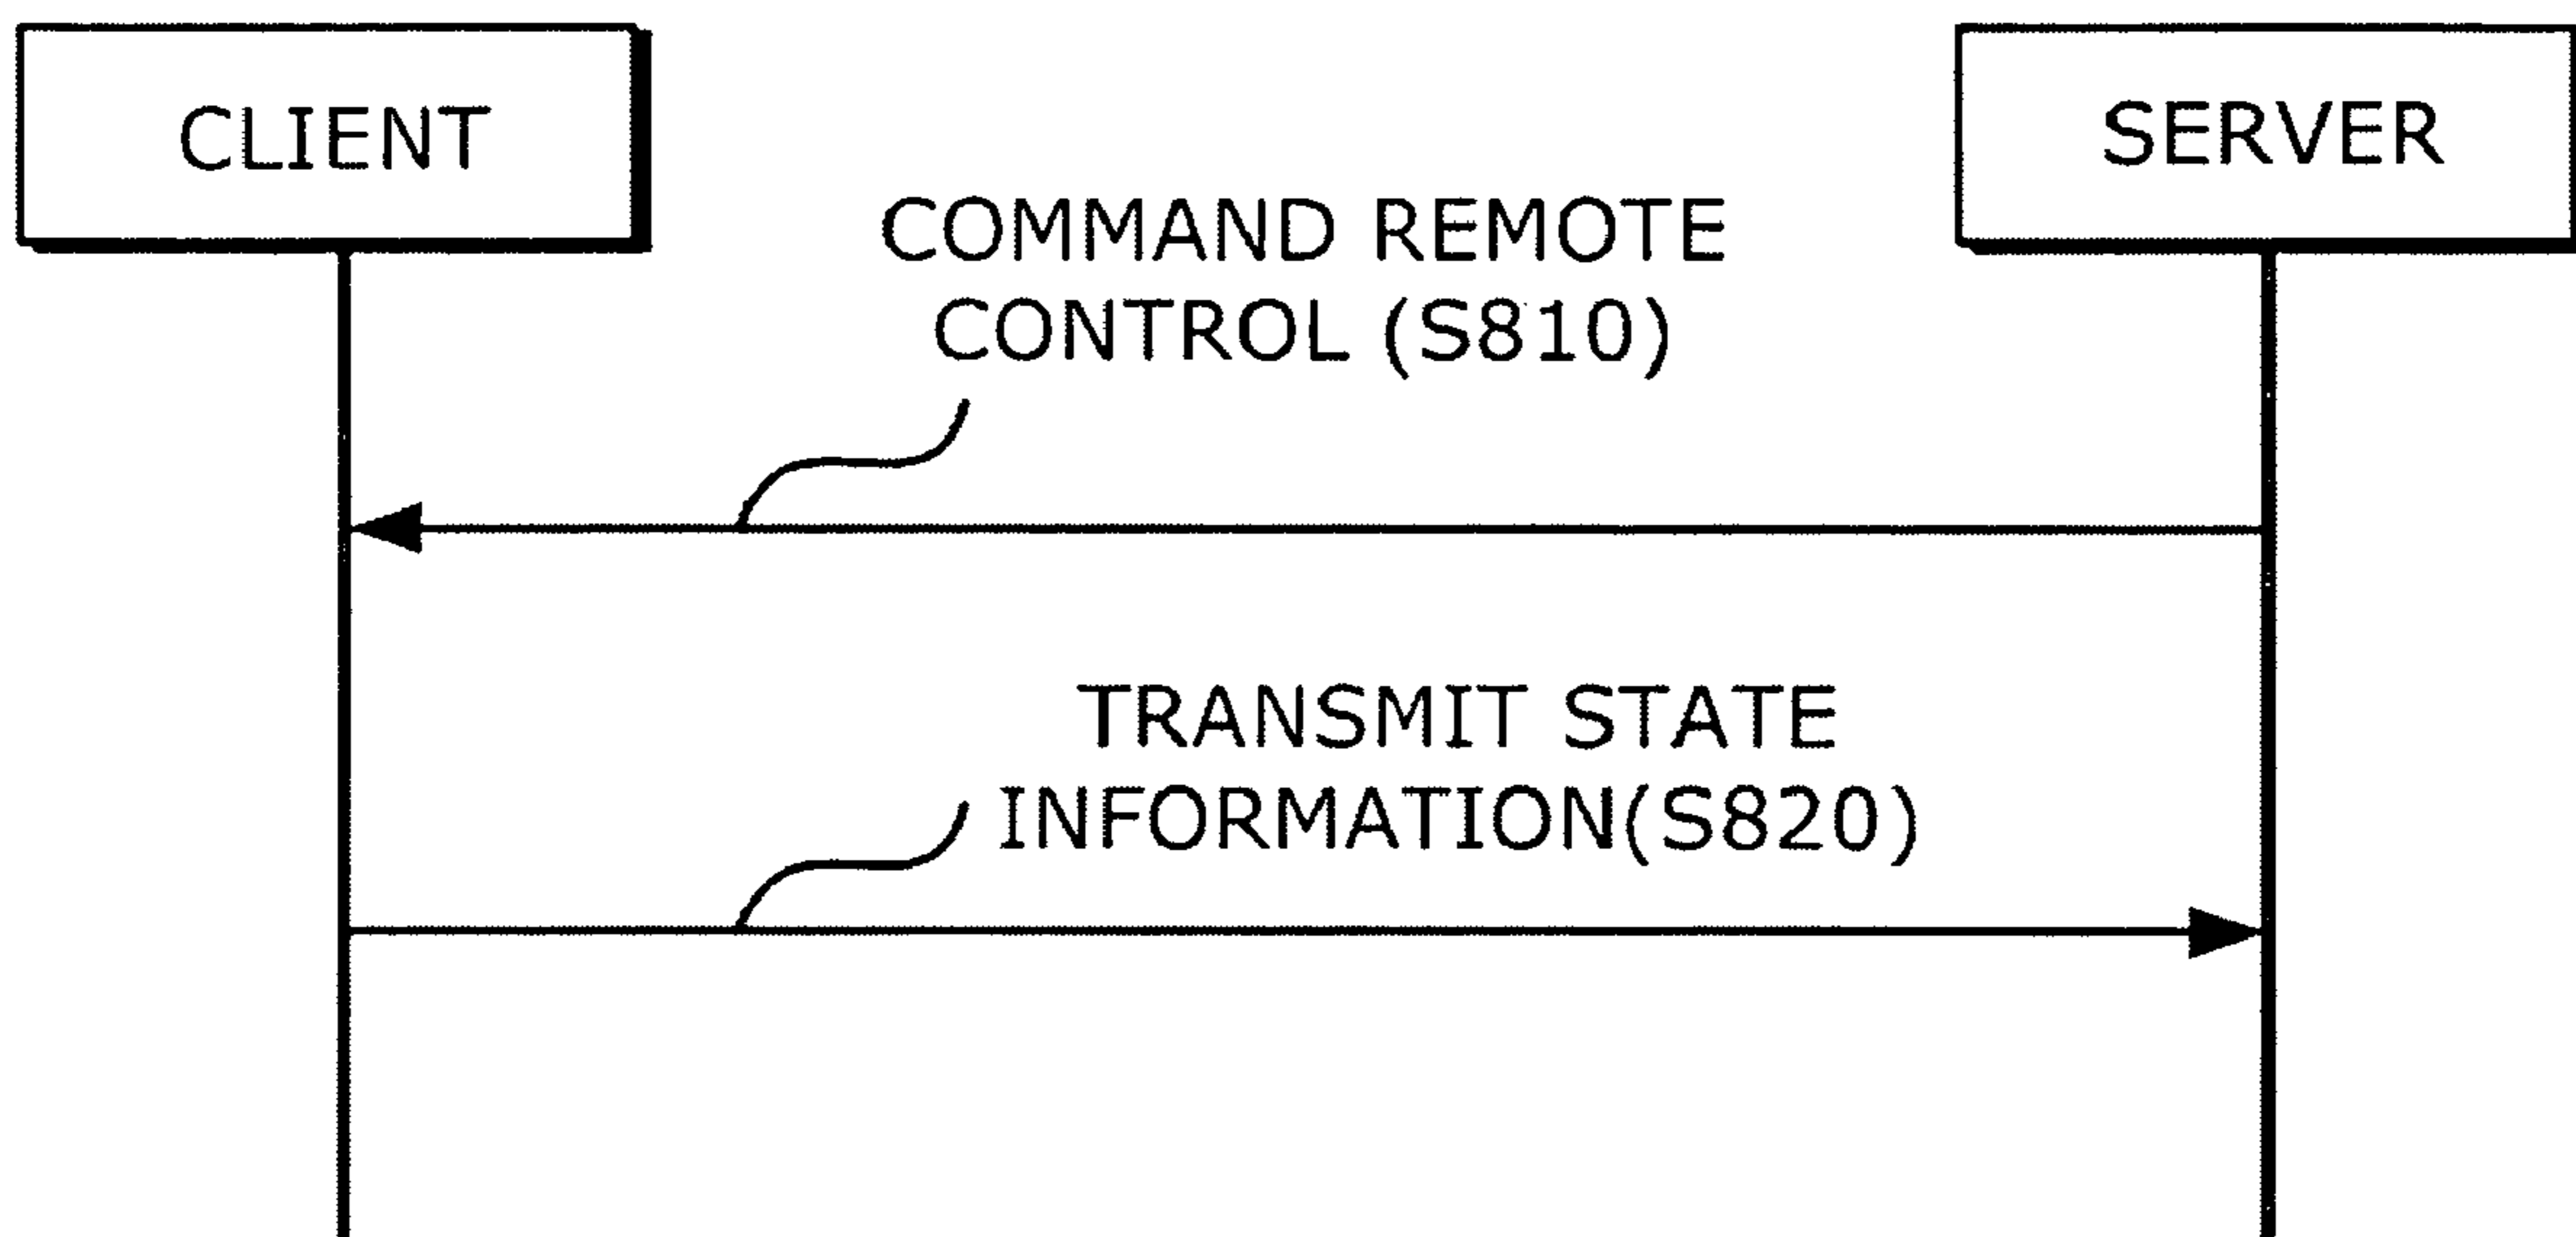 CLIENT
SERVER
COMMAND REMOTE
CONTROL (S810)
TRANSMIT STATE
INFORMATION(S820)